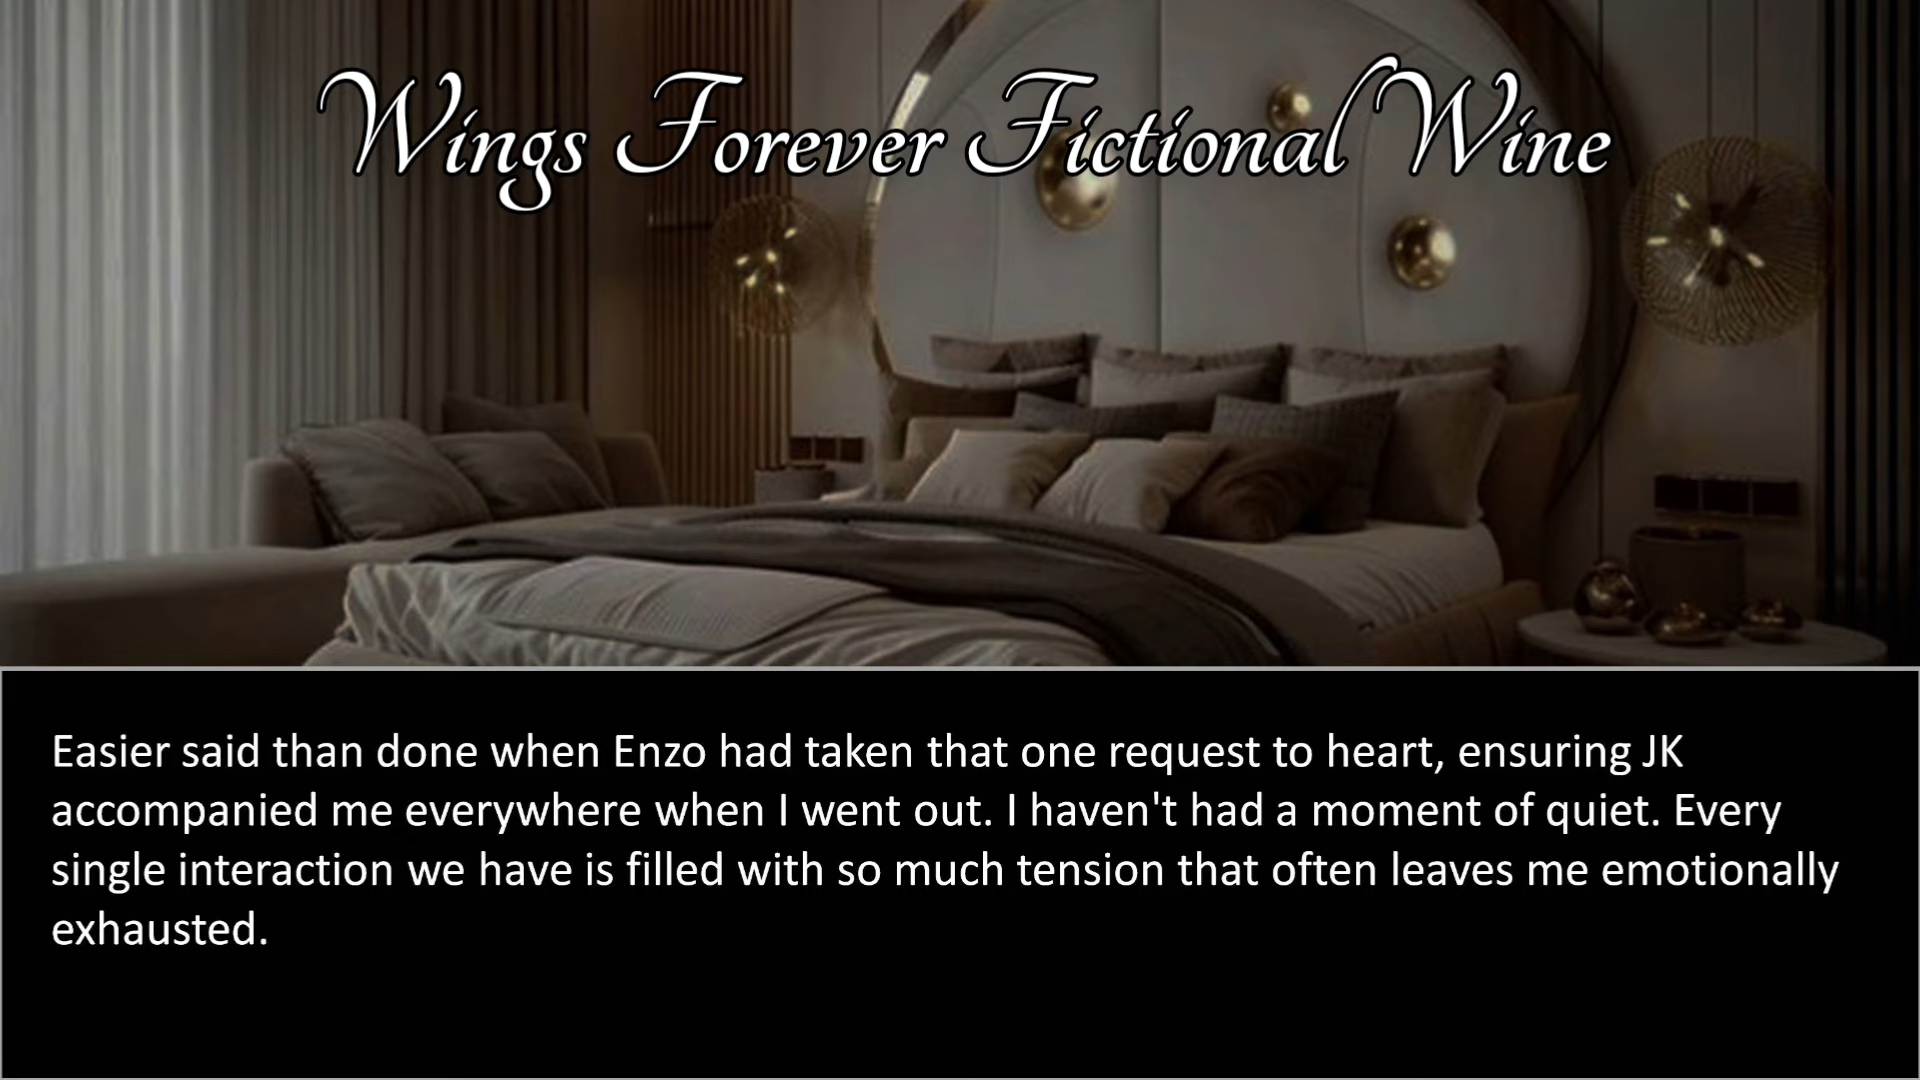 Wings Forever Fictional Wine
Easier said than done when Enzo had taken that one request to heart, ensuring JK
accompanied me everywhere when I went out. I haven't had a moment of quiet. Every
single interaction we have is filled with so much tension that often leaves me emotionally
exhausted.